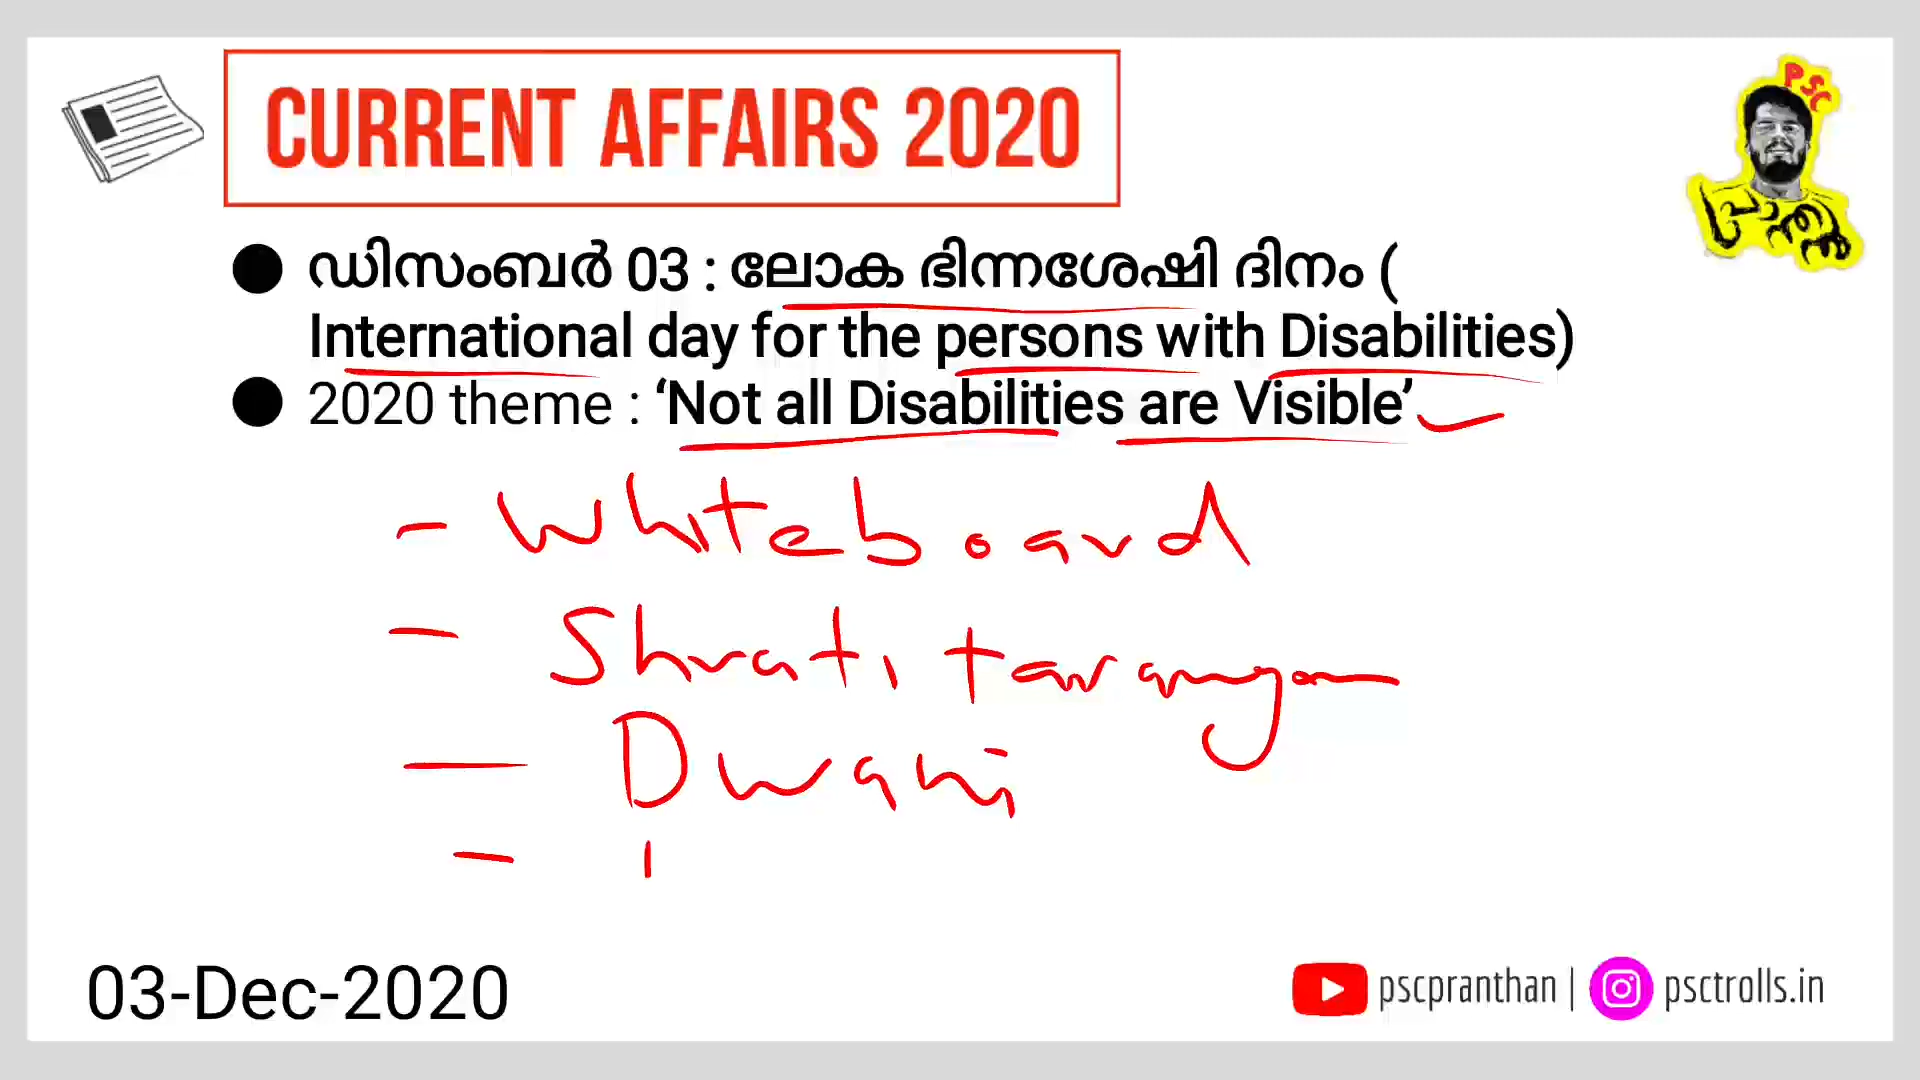 CURRENT AFFAIRS 2020
PSC
പ്രാന്തൻ
● ഡിസംബർ 03 : ലോക ഭിന്നശേഷി ദിനം (
International day for the persons with Disabilities)
● 2020 theme : ‘Not all Disabilities are Visible’
- Whiteboard
- Shruti tarangam
- Dwani
-
03-Dec-2020
pscpranthan | psctrolls.in